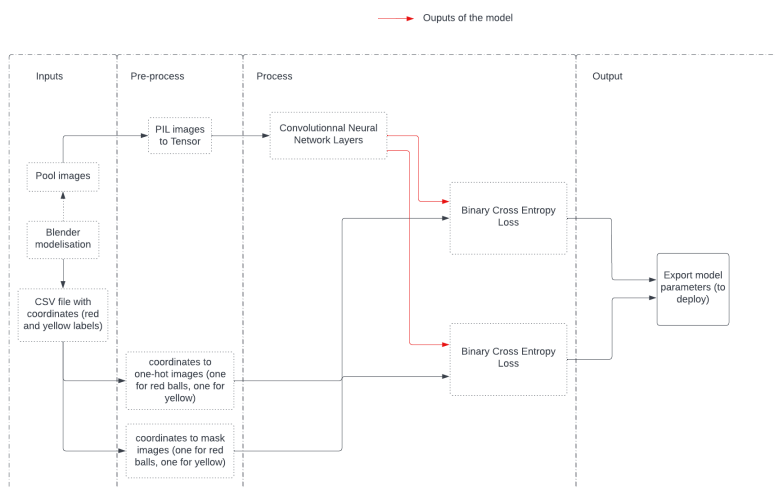 Ouputs of the model
Inputs
Pre-process
Process
Output
PIL images
to Tensor
Convolutionnal Neural
Network Layers
Pool images
Binary Cross Entropy
Loss
Blender
modelisation
Export model
parameters (to
deploy)
CSV file with
coordinates (red
and yellow labels)
Binary Cross Entropy
Loss
coordinates to
one-hot images (one
for red balls, one for
yellow)
coordinates to mask
images (one for red
balls, one for yellow)